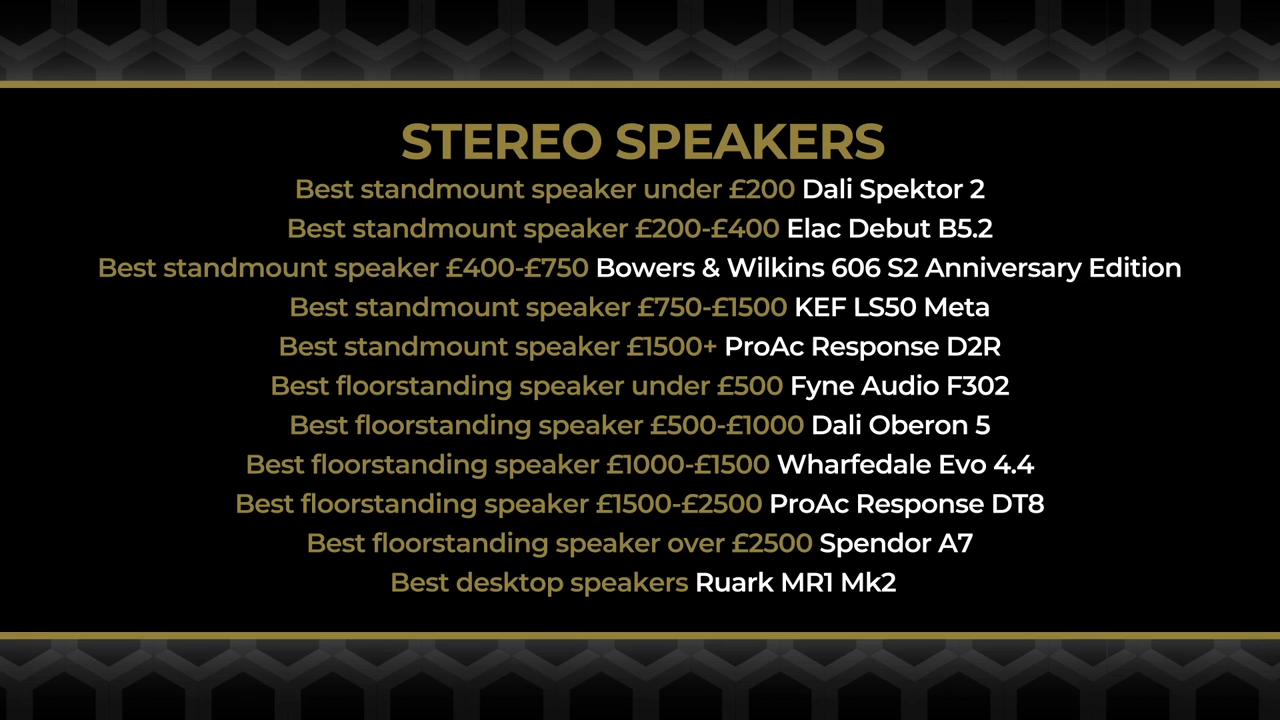 STEREO SPEAKERS
Best standmount speaker under £200 Dali Spektor 2
Best standmount speaker £200-£400 Elac Debut B5.2
Best standmount speaker £400-£750 Bowers & Wilkins 606 S2 Anniversary Edition
Best standmount speaker £750-£1500 KEF LS50 Meta
Best standmount speaker £1500+ ProAc Response D2R
Best floorstanding speaker under £500 Fyne Audio F302
Best floorstanding speaker £500-£1000 Dali Oberon 5
Best floorstanding speaker £1000-£1500 Wharfedale Evo 4.4
Best floorstanding speaker £1500-£2500 ProAc Response DT8
Best floorstanding speaker over £2500 Spendor A7
Best desktop speakers Ruark MR1 Mk2